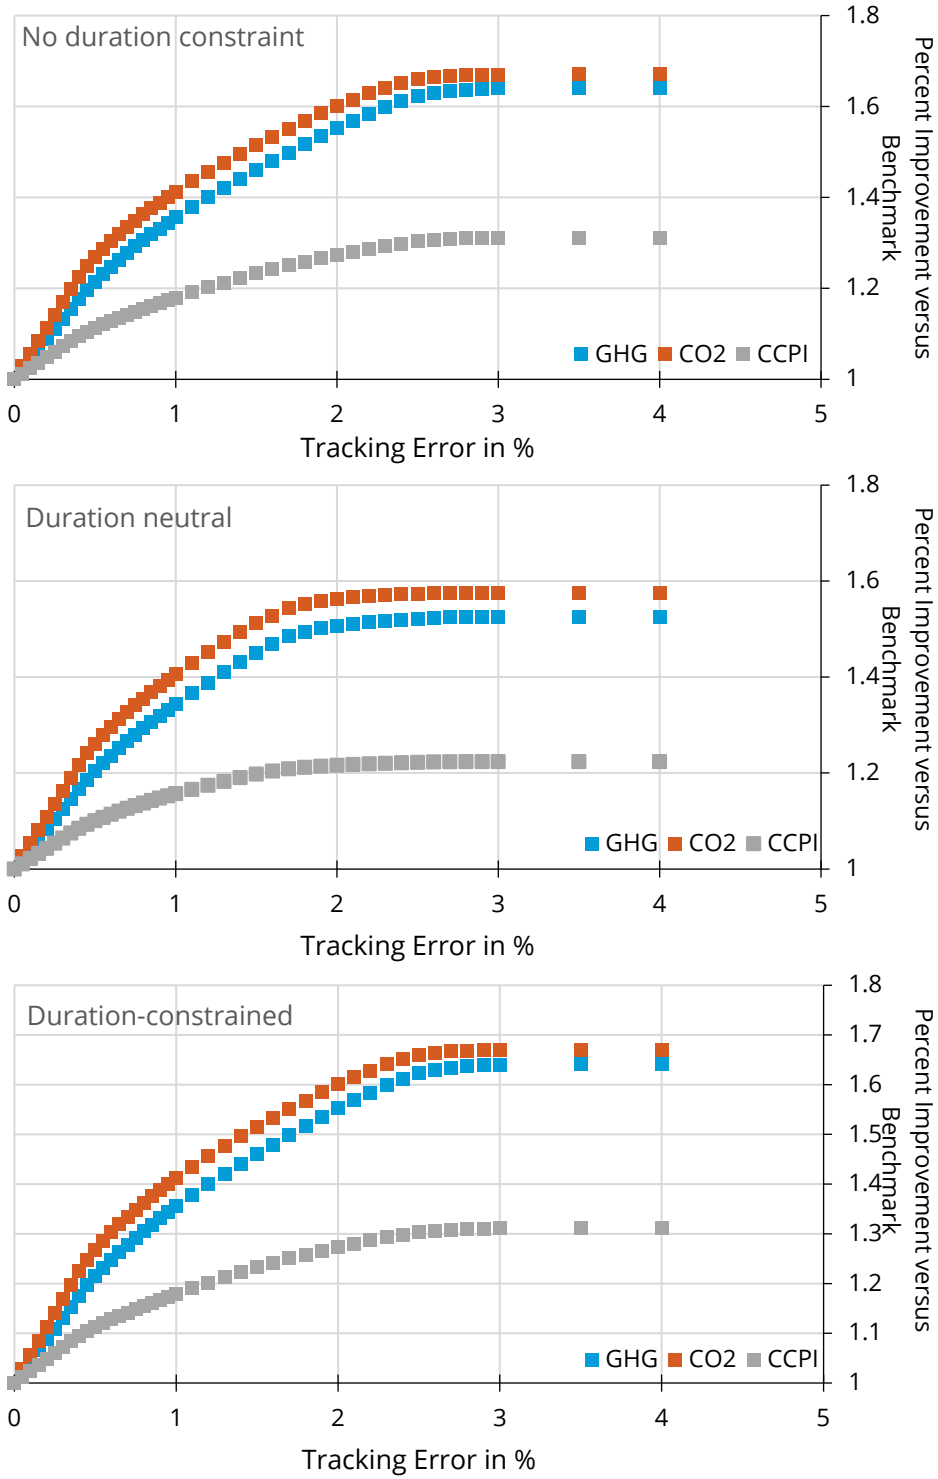 No duration constraint
1.8
1.6
1.4
1.2
1
Percent Improvement versus
Benchmark
GHG CO2 CCPI
0 1 2 3 4 5
Tracking Error in %
Duration neutral
1.8
1.6
1.4
1.2
1
Percent Improvement versus
Benchmark
GHG CO2 CCPI
0 1 2 3 4 5
Tracking Error in %
Duration-constrained
1.8
1.7
1.6
1.5
1.4
1.3
1.2
1.1
1
Percent Improvement versus
Benchmark
GHG CO2 CCPI
0 1 2 3 4 5
Tracking Error in %